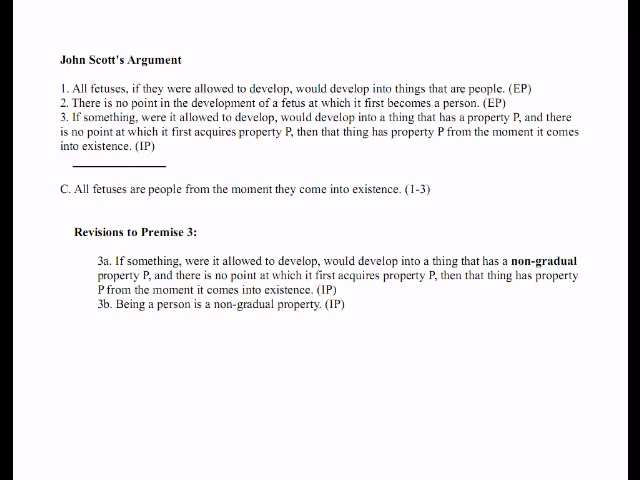 John Scott's Argument
1. All fetuses, if they were allowed to develop, would develop into things that are people. (EP)
2. There is no point in the development of a fetus at which it first becomes a person. (EP)
3. If something, were it allowed to develop, would develop into a thing that has a property P, and there
is no point at which it first acquires property P, then that thing has property P from the moment it comes
into existence. (IP)
C. All fetuses are people from the moment they come into existence. (1-3)
Revisions to Premise 3:
3a. If something, were it allowed to develop, would develop into a thing that has a non-gradual
property P, and there is no point at which it first acquires property P, then that thing has property
P from the moment it comes into existence. (IP)
3b. Being a person is a non-gradual property. (IP)